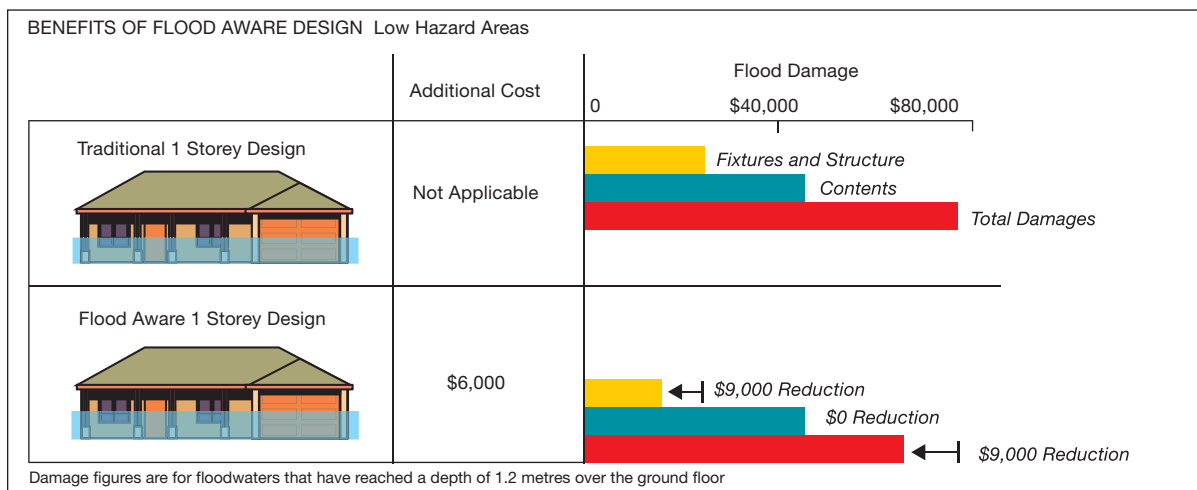 BENEFITS OF FLOOD AWARE DESIGN Low Hazard Areas
Additional Cost
Flood Damage
0 $40,000 $80,000
Traditional 1 Storey Design
Not Applicable
Fixtures and Structure
Contents
Total Damages
Flood Aware 1 Storey Design
$6,000
$9,000 Reduction
$0 Reduction
$9,000 Reduction
Damage figures are for floodwaters that have reached a depth of 1.2 metres over the ground floor